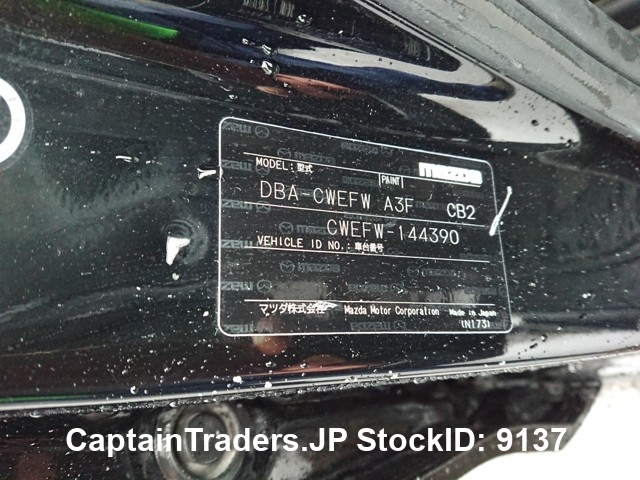 MODEL:型式
PAINT
mazda
DBA-CWEFW A3F CB2
CWEFW-144390
VEHICLE ID NO.:車台番号
マツダ株式会社 Mazda Motor Corporation Made in Japan
(N173)
CaptainTraders.JP StockID: 9137